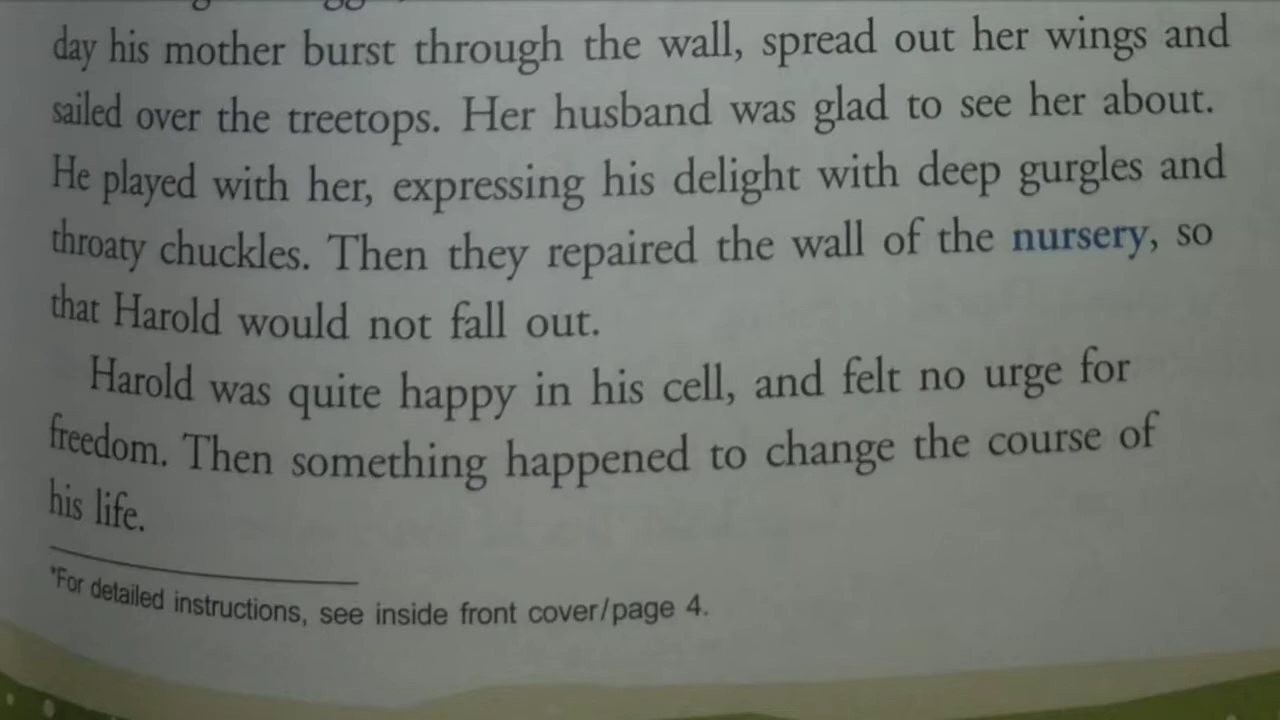 day his mother burst through the wall, spread out her wings and
sailed over the treetops. Her husband was glad to see her about.
He played with her, expressing his delight with deep gurgles and
throaty chuckles. Then they repaired the wall of the nursery, so
that Harold would not fall out.
Harold was quite happy in his cell, and felt no urge for
freedom. Then something happened to change the course of
his life.
*For detailed instructions, see inside front cover/page 4.